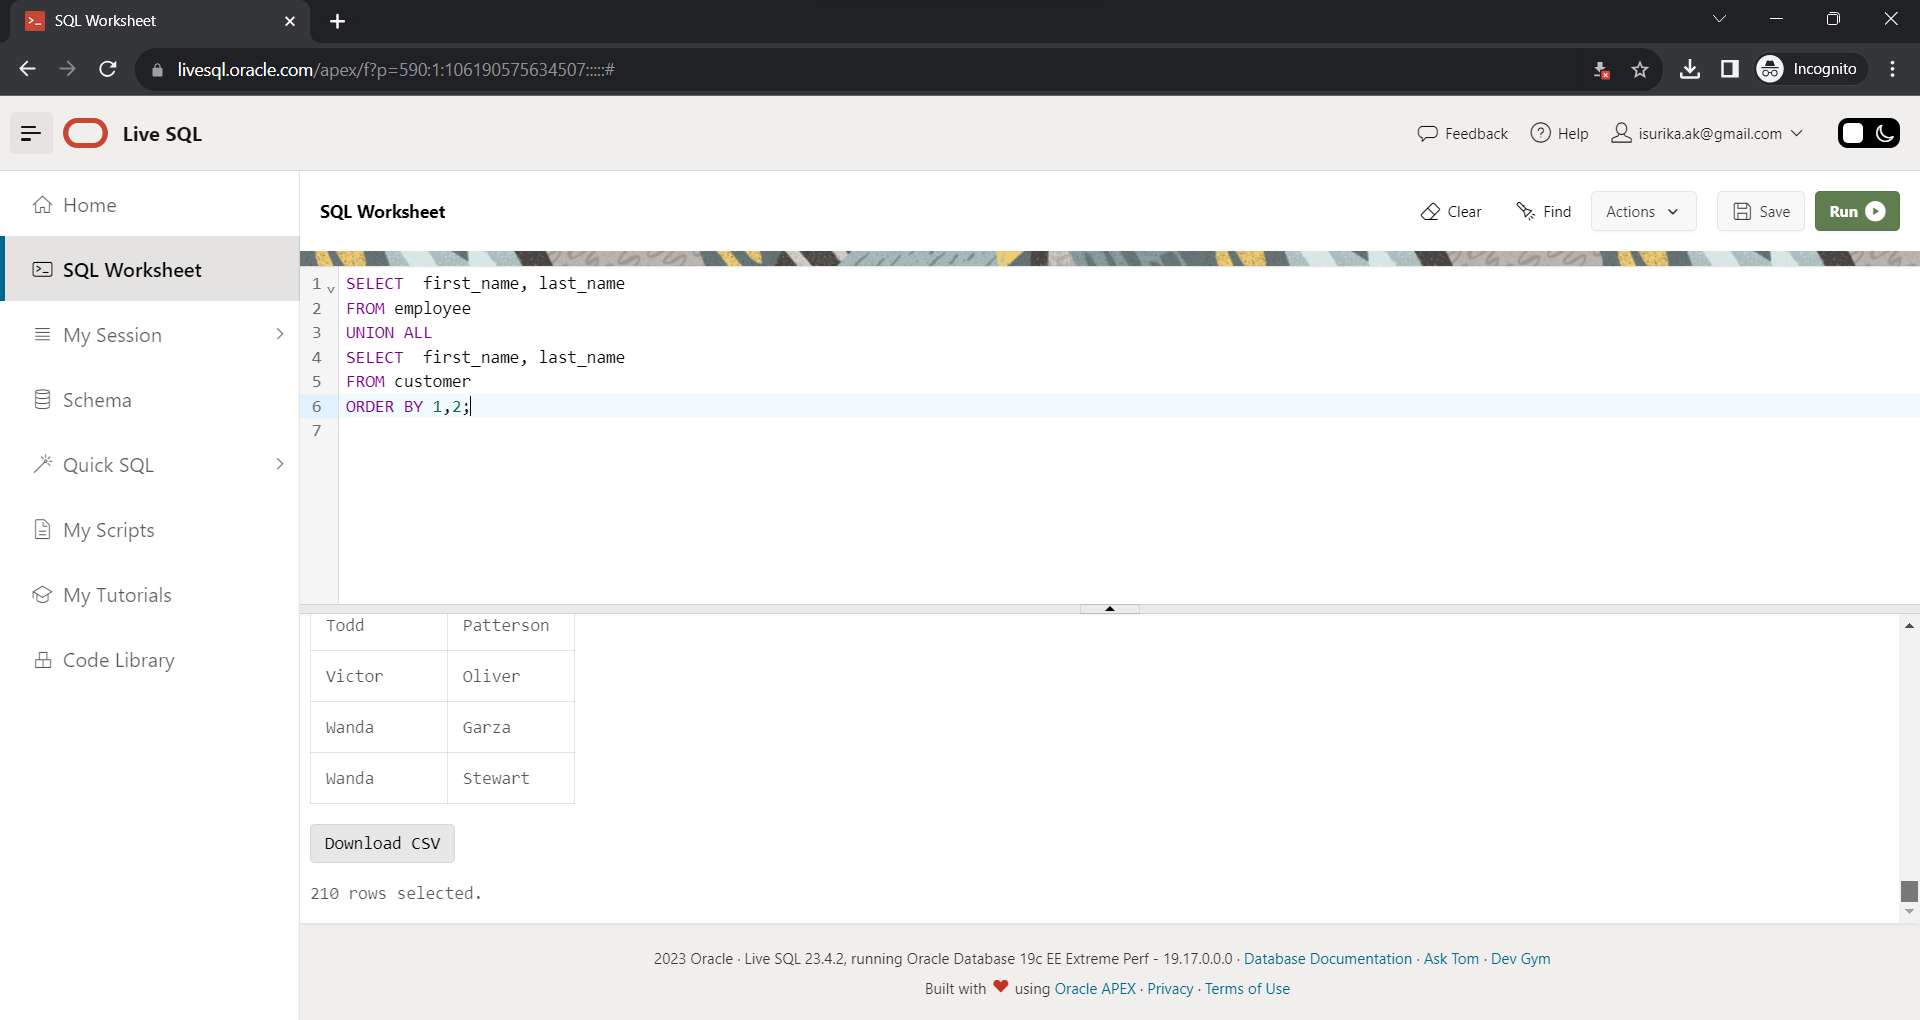 SQL Worksheet
livesql.oracle.com/apex/f?p=590:1:106190575634507:::::#
Incognito
Live SQL
Feedback
Help
isurika.ak@gmail.com
Home
SQL Worksheet
My Session
Schema
Quick SQL
My Scripts
My Tutorials
Code Library
SQL Worksheet
Clear
Find
Actions
Save
Run
1 SELECT first_name, last_name
2 FROM employee
3 UNION ALL
4 SELECT first_name, last_name
5 FROM customer
6 ORDER BY 1,2;
7
Todd Patterson
Victor Oliver
Wanda Garza
Wanda Stewart
Download CSV
210 rows selected.
2023 Oracle · Live SQL 23.4.2, running Oracle Database 19c EE Extreme Perf - 19.17.0.0.0 · Database Documentation · Ask Tom · Dev Gym
Built with ❤ using Oracle APEX · Privacy · Terms of Use